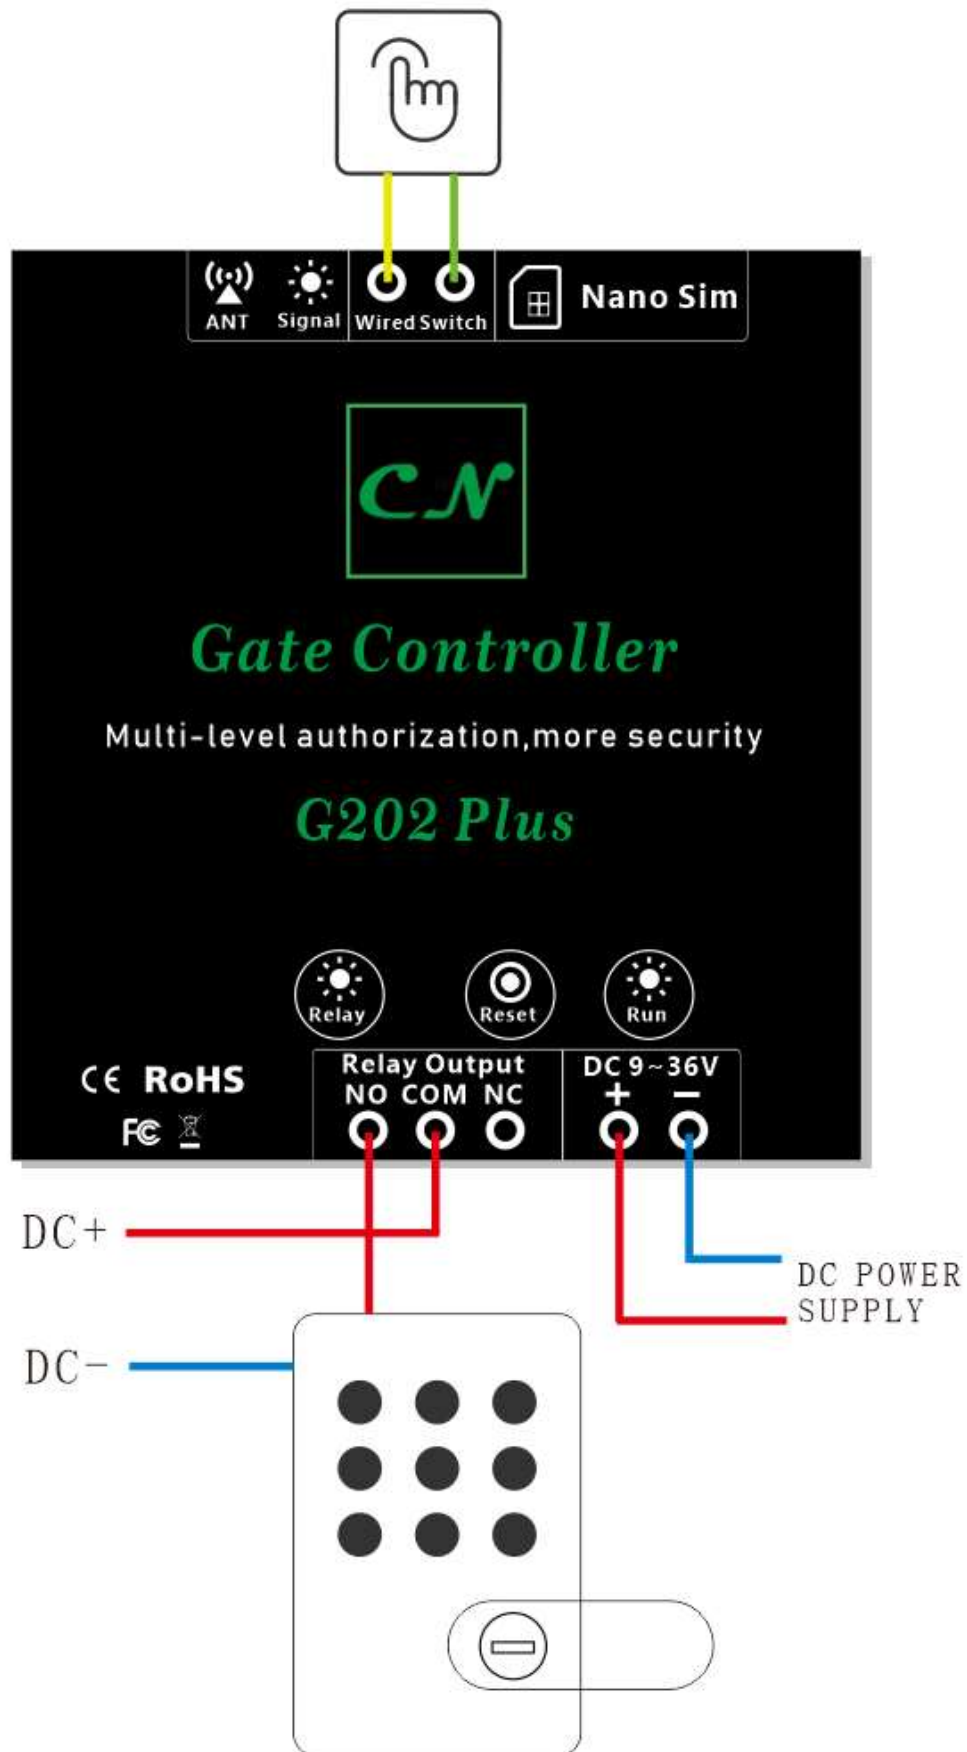 ANT Signal Wired Switch Nano Sim
CN
Gate Controller
Multi-level authorization,more security
G202 Plus
Relay Reset Run
CE RoHS
FC
Relay Output
NO COM NC
DC 9~36V
+ −
DC+
DC-
DC POWER
SUPPLY